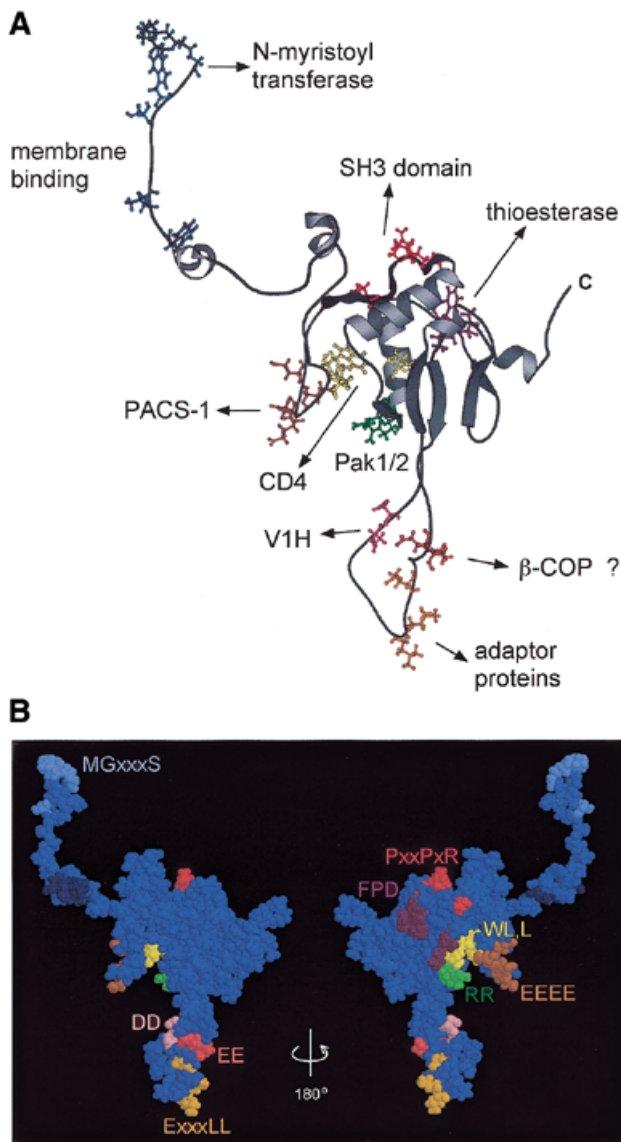 A
N-myristoyl
transferase
membrane
binding
SH3 domain
thioesterase
C
PACS-1
CD4
Pak1/2
V1H
β-COP ?
adaptor
proteins
B
MGxxxS
PxxPxR
FPD
WL,L
RR
EEEE
DD
EE
ExxxLL
180°